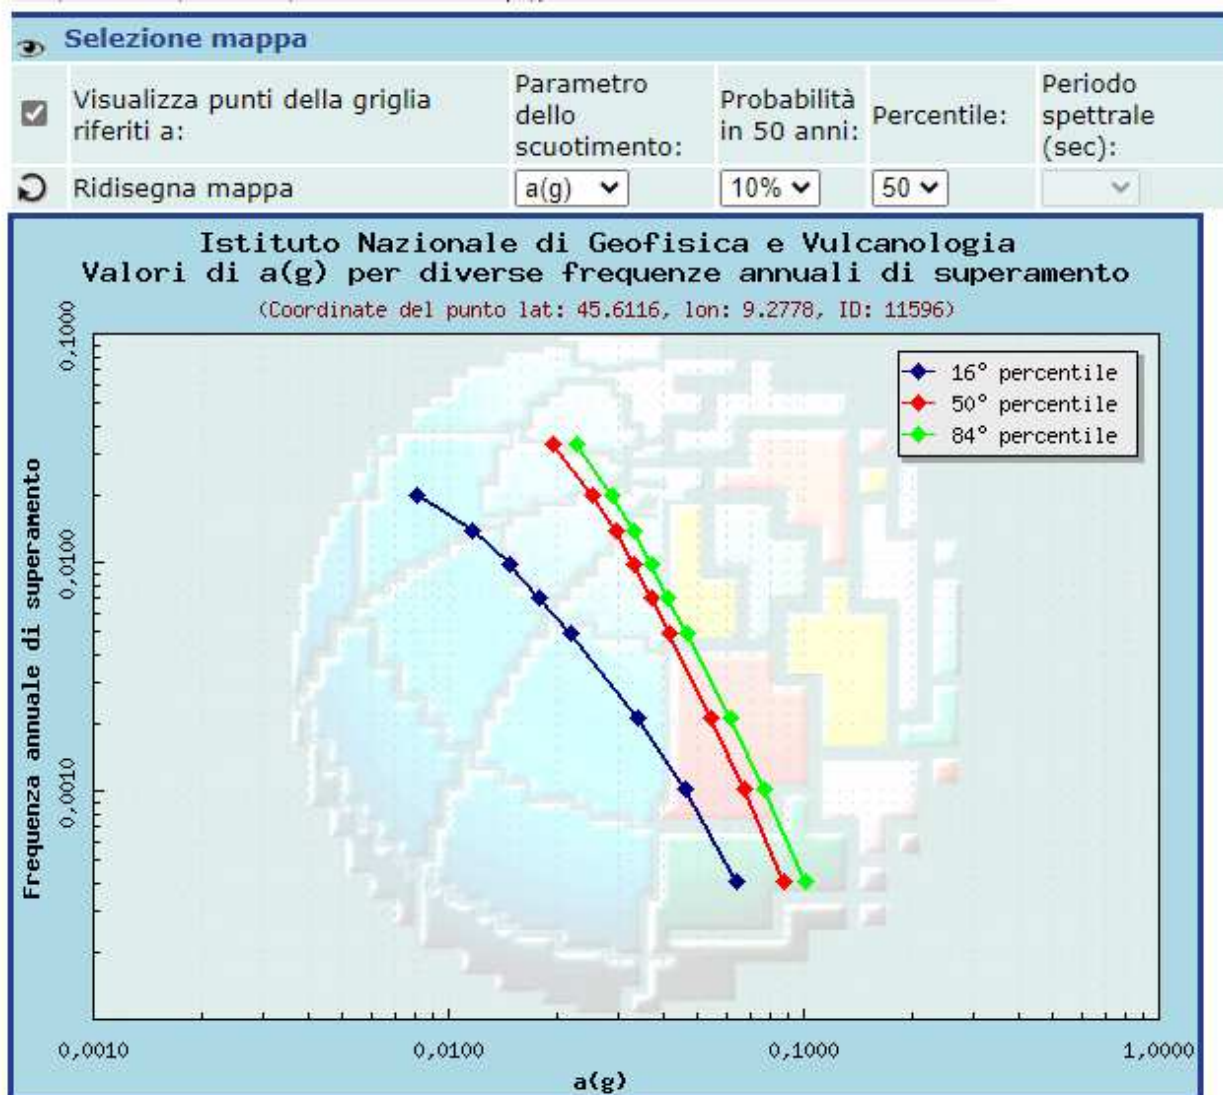 Selezione mappa
Visualizza punti della griglia
riferiti a:
Parametro
dello
scuotimento:
Probabilità
in 50 anni:
Percentile:
Periodo
spettrale
(sec):
Ridisegna mappa
a(g)
10%
50
Istituto Nazionale di Geofisica e Vulcanologia
Valori di a(g) per diverse frequenze annuali di superamento
(Coordinate del punto lat: 45.6116, lon: 9.2778, ID: 11596)
16° percentile
50° percentile
84° percentile
Frequenza annuale di superamento
0,1000
0,0100
0,0010
0,0010
0,0100
0,1000
1,0000
a(g)